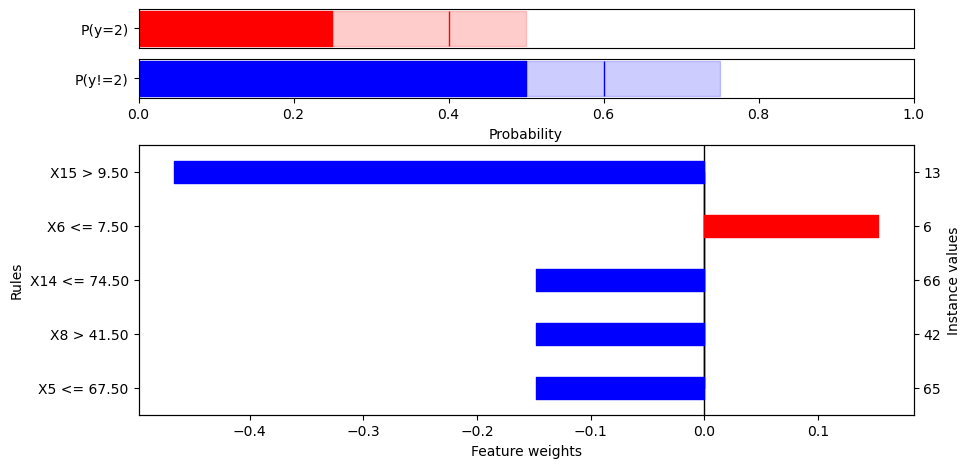 P(y=2)
P(y!=2)
0.0 0.2 0.4 0.6 0.8 1.0
Probability
X15 > 9.50 13
X6 <= 7.50 6
X14 <= 74.50 66
X8 > 41.50 42
X5 <= 67.50 65
Rules
Instance values
−0.4 −0.3 −0.2 −0.1 0.0 0.1
Feature weights